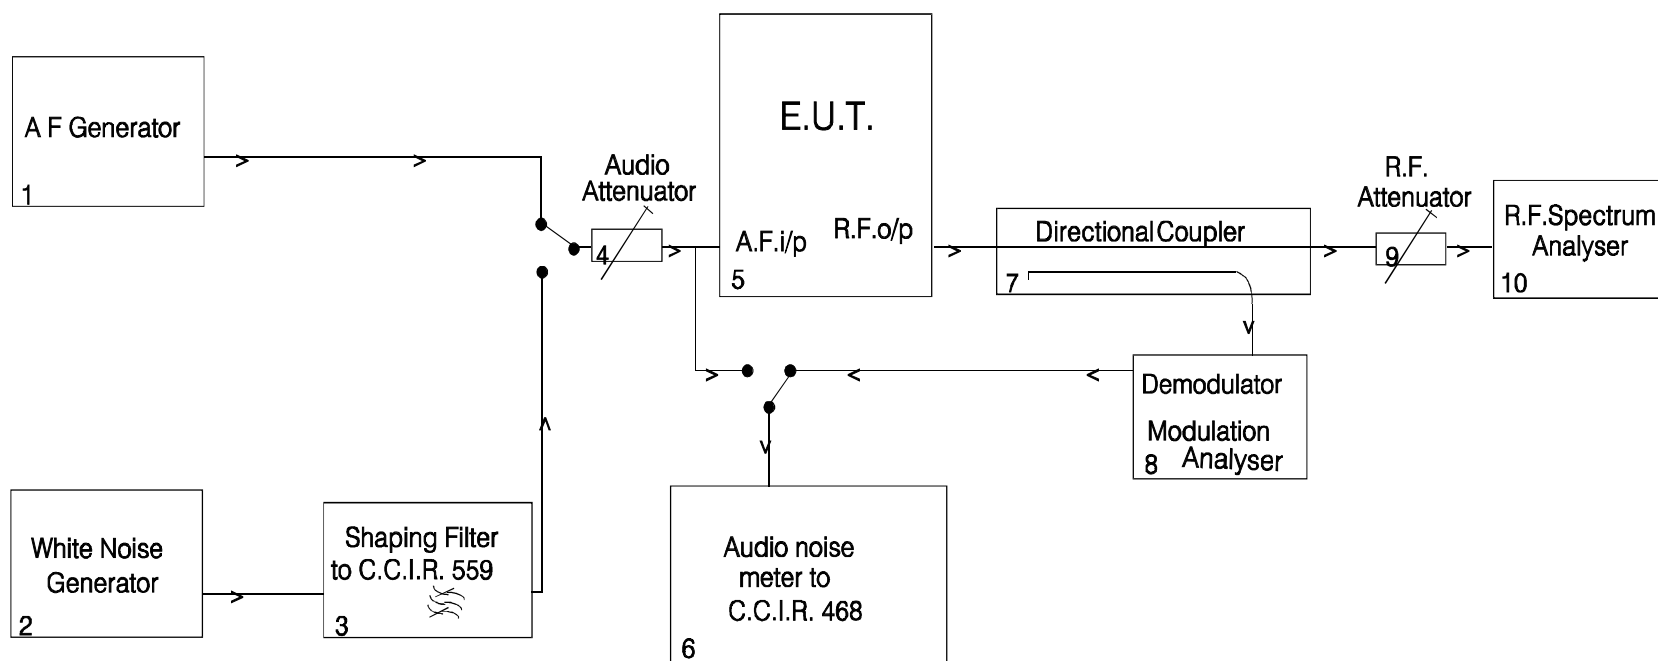 A F Generator
1
Audio
Attenuator
4
E.U.T.
A.F.i/p
R.F.o/p
5
Directional Coupler
7
R.F.
Attenuator
9
R.F.Spectrum
Analyser
10
Demodulator
Modulation
Analyser
8
White Noise
Generator
2
Shaping Filter
to C.C.I.R. 559
3
Audio noise
meter to
C.C.I.R. 468
6